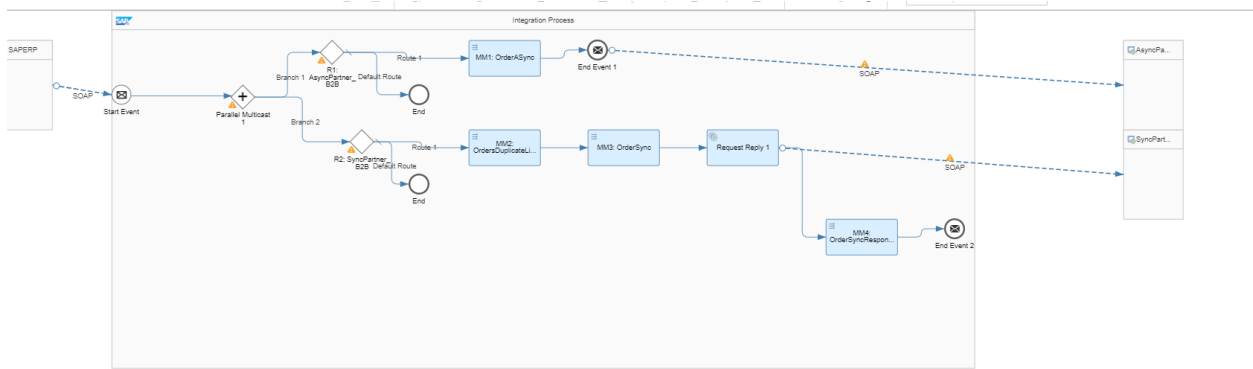 SAP
Integration Process
SAPERP
SOAP
Start Event
Parallel Multicast
1
Branch 1
Branch 2
R1:
AsyncPartner_
B2B
Default Route
Route 1
End
MM1: OrderASync
End Event 1
SOAP
AsyncPa...
R2: SyncPartner_
B2B
Default Route
Route 1
End
MM2:
OrdersDuplicateLi...
MM3: OrderSync
Request Reply 1
SOAP
SyncPart...
MM4:
OrderSyncRespon...
End Event 2